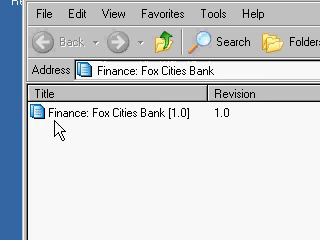 File View Favorites Tools Help
Back Search Folders
Address Finance: Fox Cities Bank
Title Revision
Finance: Fox Cities Bank [1.0] 1.0